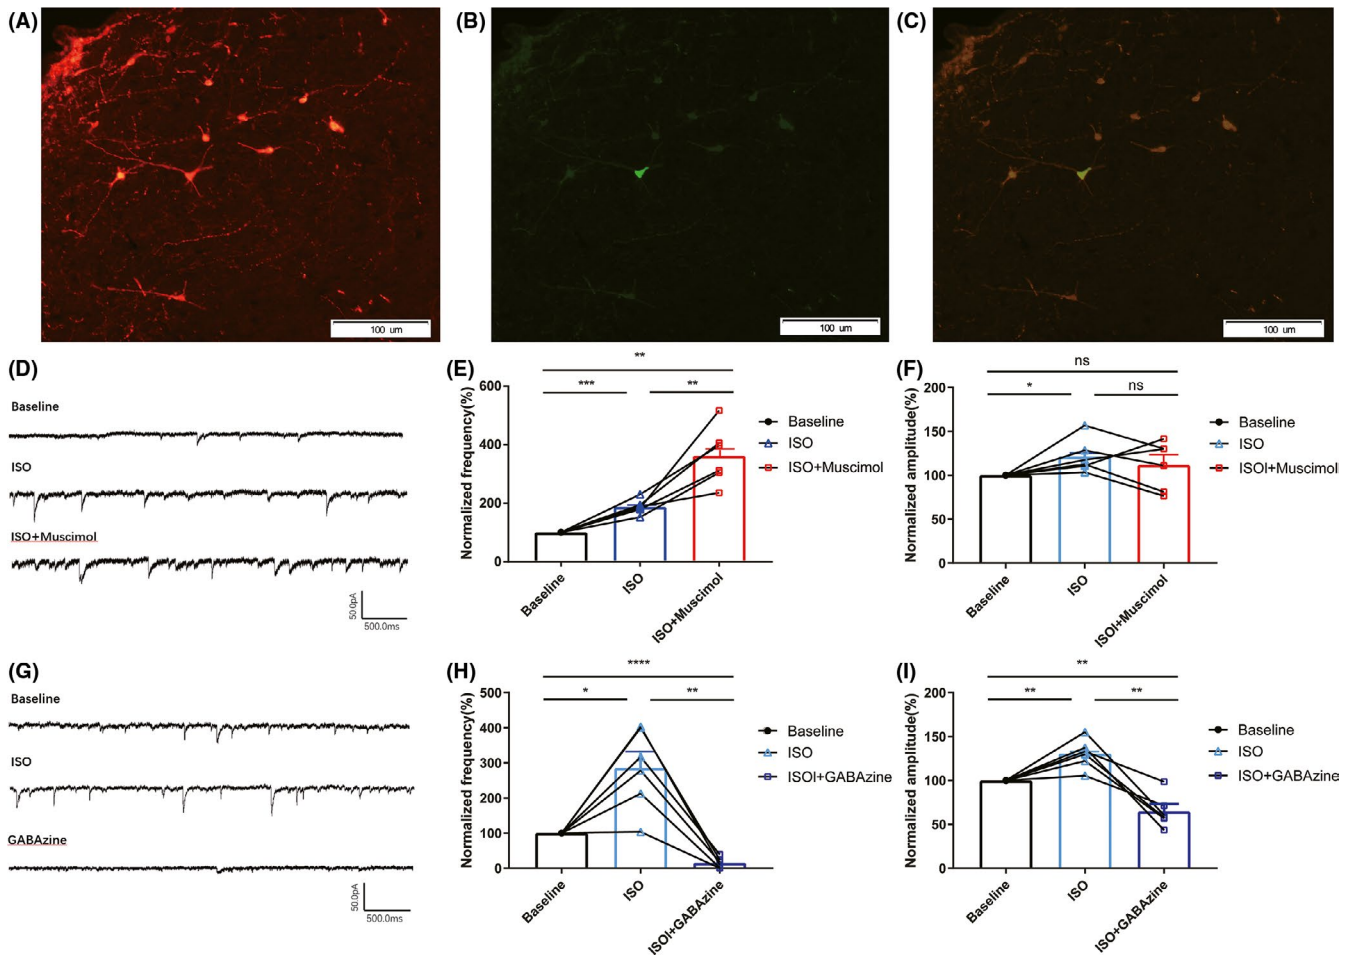 (A)
(B)
(C)
100 um
100 um
100 um
(D)
Baseline
ISO
ISO+Muscimol
50.0pA
500.0ms
(E)
**
***
**
Normalized frequency(%)
600
400
200
0
Baseline
ISO
ISO+Muscimol
Baseline
ISO
ISO+Muscimol
(F)
ns
*
ns
Normalized amplitude(%)
200
150
100
50
0
Baseline
ISO
ISOI+Muscimol
Baseline
ISO
ISOI+Muscimol
(G)
Baseline
ISO
GABAzine
50.0pA
500.0ms
(H)
****
*
**
Normalized frequency(%)
500
400
300
200
100
0
Baseline
ISO
ISOI+GABAzine
Baseline
ISO
ISOI+GABAzine
(I)
**
**
**
Normalized amplitude(%)
200
150
100
50
0
Baseline
ISO
ISO+GABAzine
Baseline
ISO
ISO+GABAzine